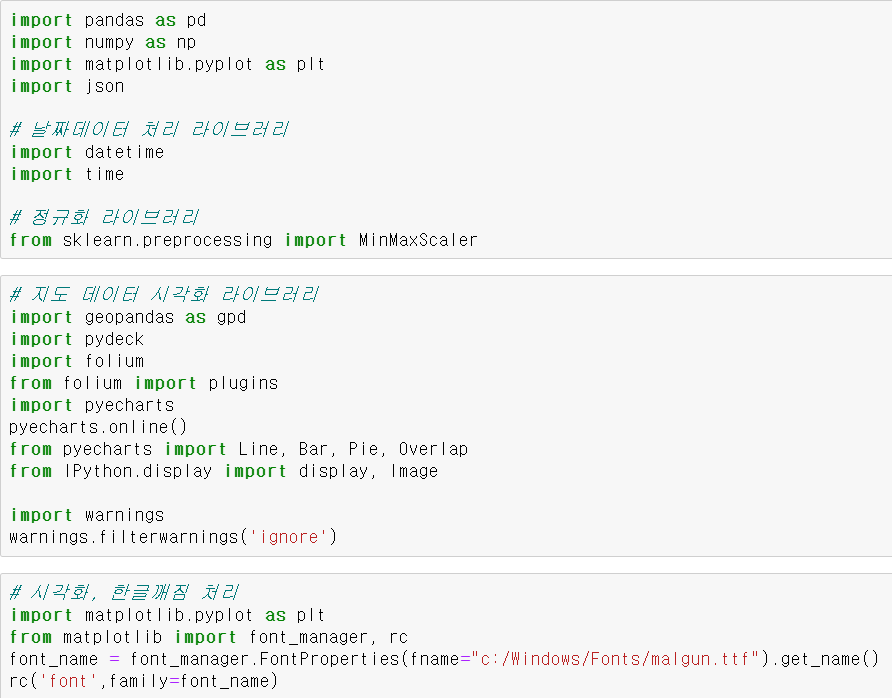 import pandas as pd
import numpy as np
import matplotlib.pyplot as plt
import json
# 날짜데이터 처리 라이브러리
import datetime
import time
# 정규화 라이브러리
from sklearn.preprocessing import MinMaxScaler
# 지도 데이터 시각화 라이브러리
import geopandas as gpd
import pydeck
import folium
from folium import plugins
import pyecharts
pyecharts.online()
from pyecharts import Line, Bar, Pie, Overlap
from IPython.display import display, Image
import warnings
warnings.filterwarnings('ignore')
# 시각화, 한글깨짐 처리
import matplotlib.pyplot as plt
from matplotlib import font_manager, rc
font_name = font_manager.FontProperties(fname="c:/Windows/Fonts/malgun.ttf").get_name()
rc('font',family=font_name)